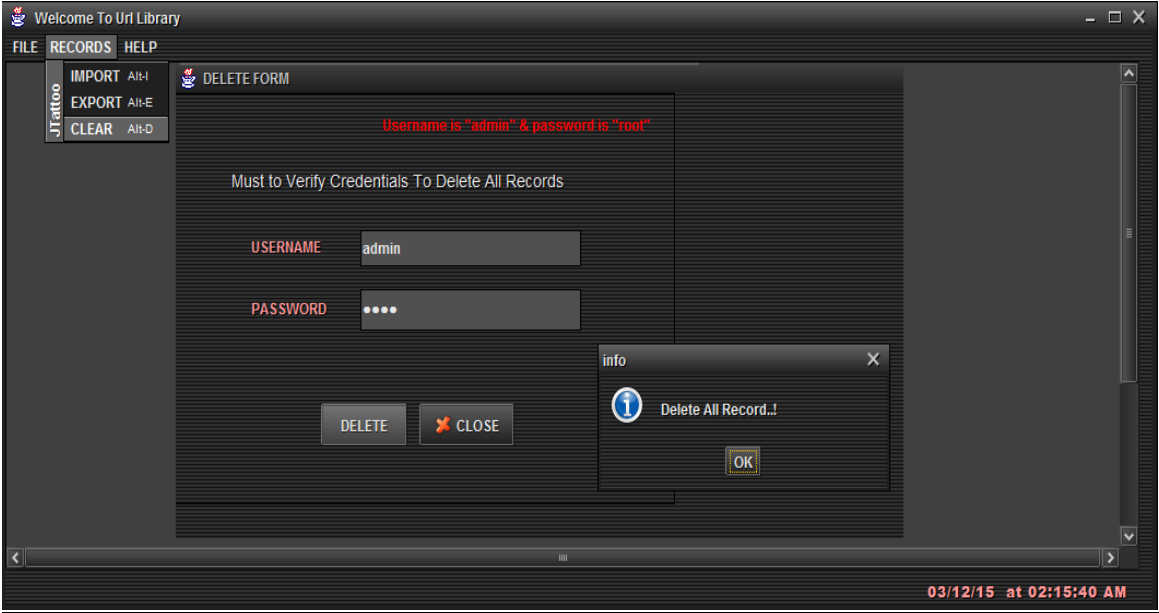 Welcome To Url Library
FILE RECORDS HELP
JTattoo
IMPORT Alt-I
EXPORT Alt-E
CLEAR Alt-D
DELETE FORM
Username is "admin" & password is "root"
Must to Verify Credentials To Delete All Records
USERNAME admin
PASSWORD ••••
DELETE CLOSE
info
Delete All Record..!
OK
03/12/15 at 02:15:40 AM